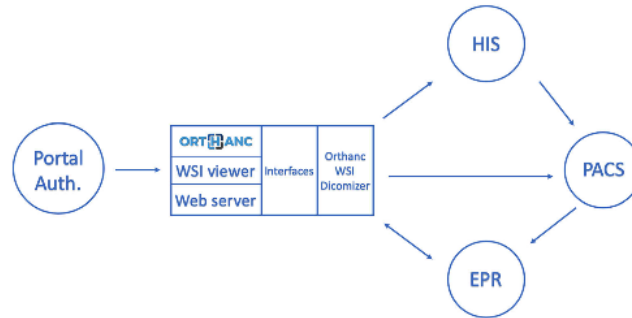 HIS
ORTHANC
Portal
Auth.
WSI viewer
Web server
Interfaces
Orthanc
WSI
Dicomizer
PACS
EPR